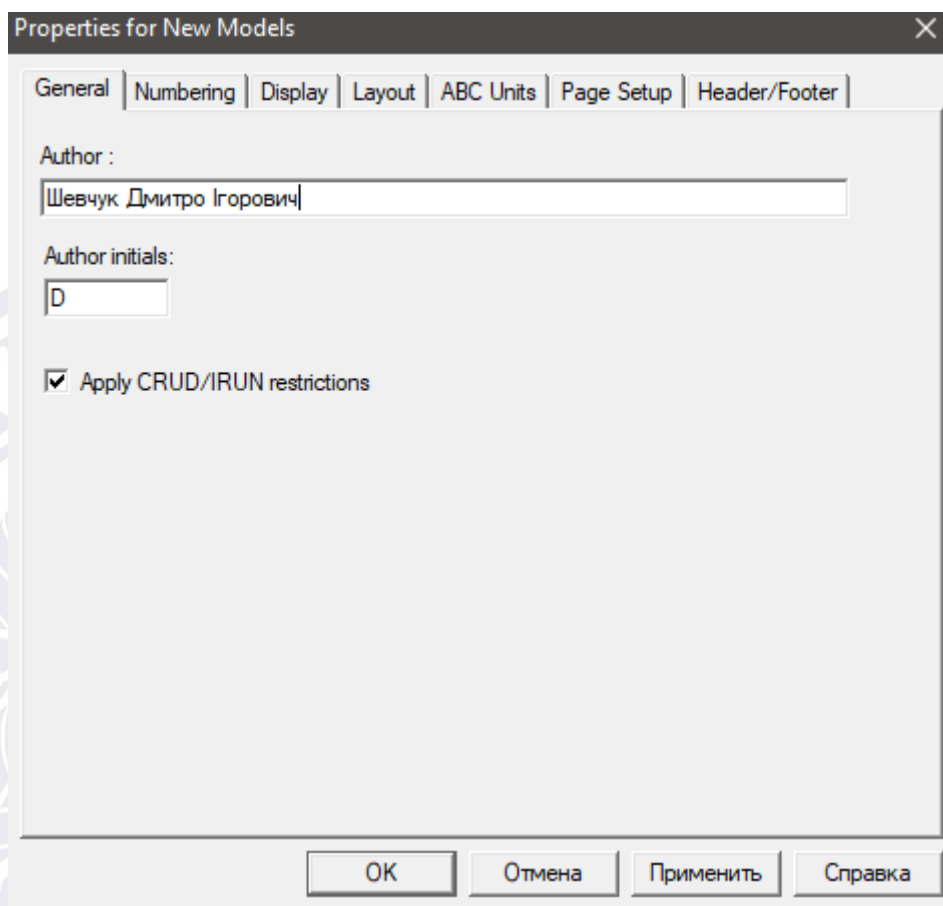 Properties for New Models
General Numbering Display Layout ABC Units Page Setup Header/Footer
Author :
Шевчук Дмитро Ігорович
Author initials:
D
Apply CRUD/IRUN restrictions
OK Отмена Применить Справка